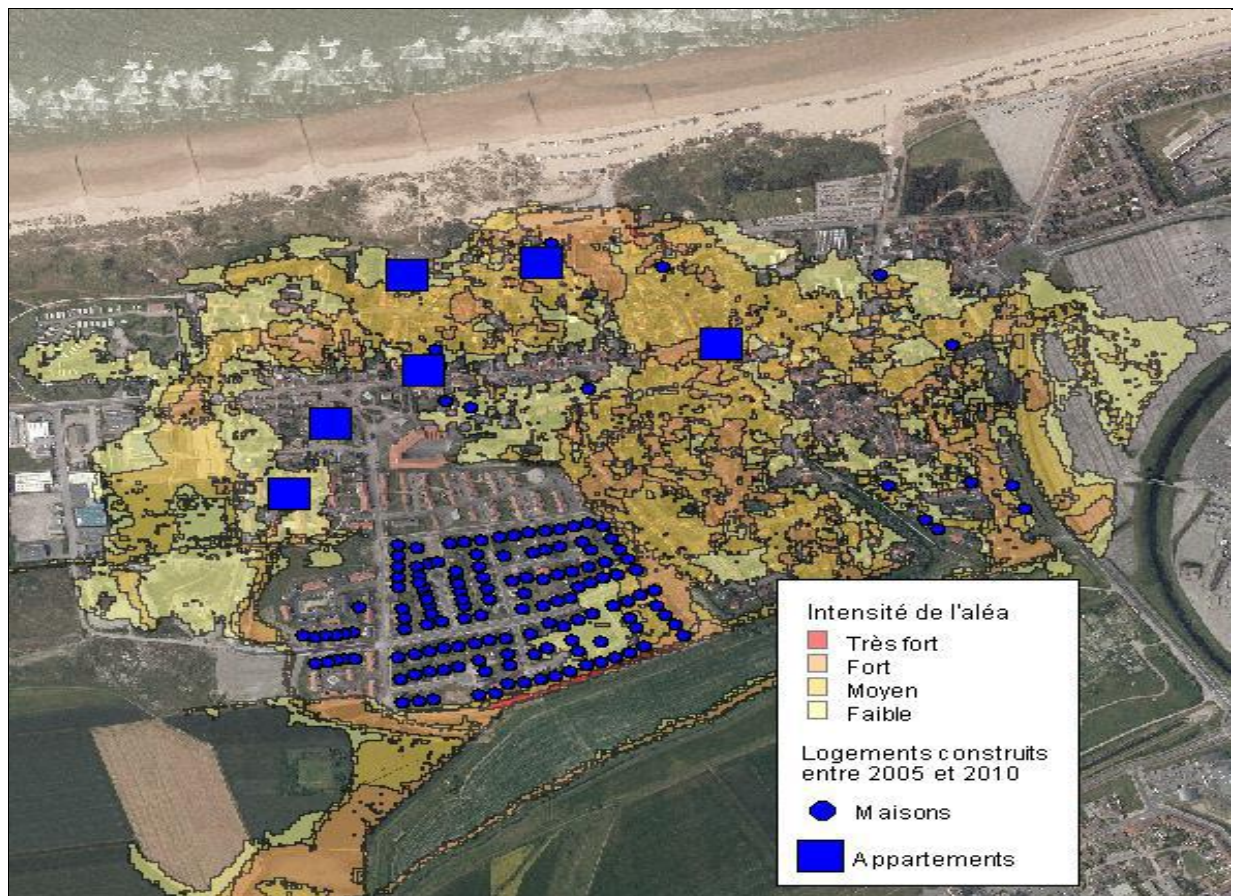 Intensité de l'aléa
Très fort
Fort
Moyen
Faible
Logements construits
entre 2005 et 2010
Maisons
Appartements